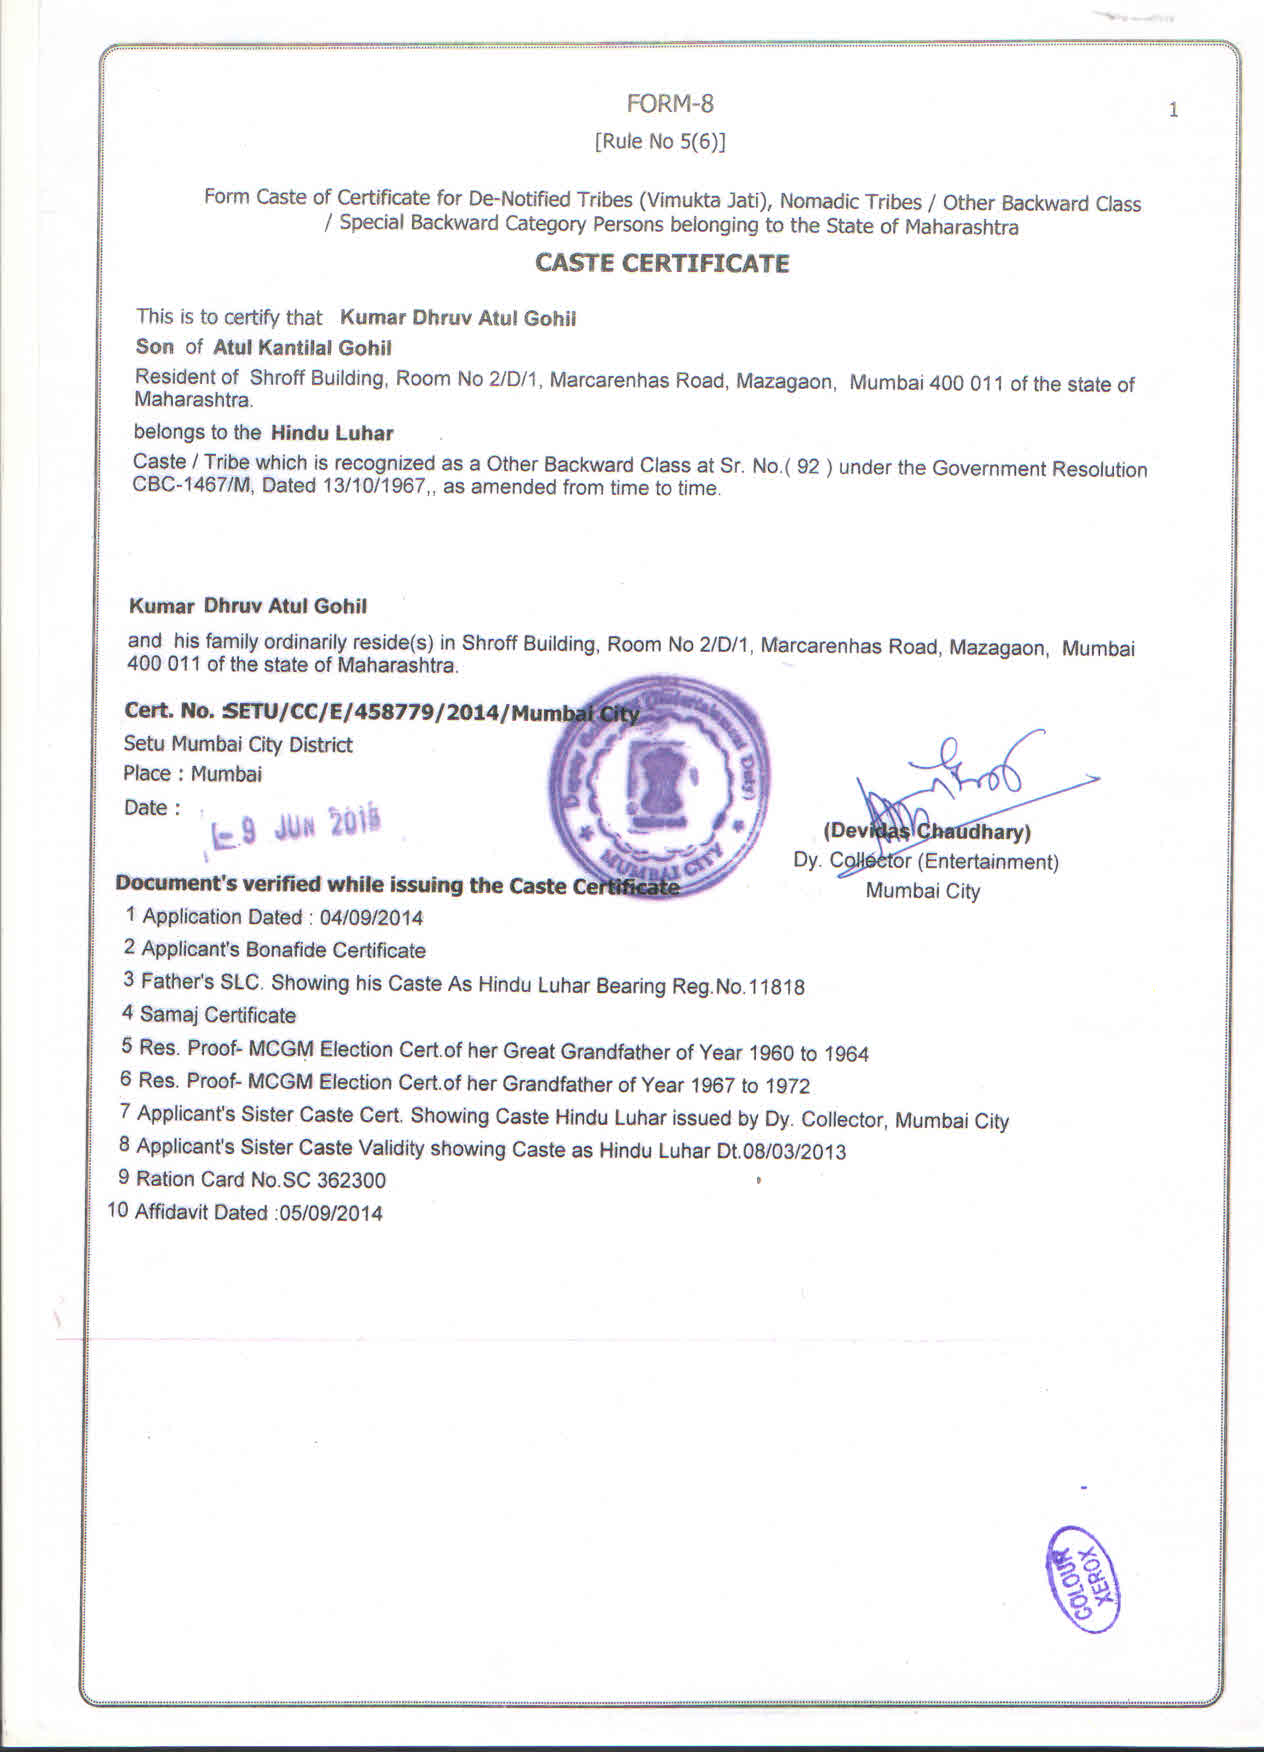 FORM-8
1
[Rule No 5(6)]
Form Caste of Certificate for De-Notified Tribes (Vimukta Jati), Nomadic Tribes / Other Backward Class
/ Special Backward Category Persons belonging to the State of Maharashtra
CASTE CERTIFICATE
This is to certify that Kumar Dhruv Atul Gohil
Son of Atul Kantilal Gohil
Resident of Shroff Building, Room No 2/D/1, Marcarenhas Road, Mazagaon, Mumbai 400 011 of the state of
Maharashtra.
belongs to the Hindu Luhar
Caste / Tribe which is recognized as a Other Backward Class at Sr. No.( 92 ) under the Government Resolution
CBC-1467/M, Dated 13/10/1967,, as amended from time to time.
Kumar Dhruv Atul Gohil
and his family ordinarily reside(s) in Shroff Building, Room No 2/D/1, Marcarenhas Road, Mazagaon, Mumbai
400 011 of the state of Maharashtra.
Cert. No. SETU/CC/E/458779/2014/Mumbai City
Setu Mumbai City District
Place : Mumbai
Date :
9 JUN
MUMBAI CITY
(Devidas Chaudhary)
Dy. Collector (Entertainment)
Mumbai City
Document's verified while issuing the Caste Certificate
1 Application Dated : 04/09/2014
2 Applicant's Bonafide Certificate
3 Father's SLC. Showing his Caste As Hindu Luhar Bearing Reg.No.11818
4 Samaj Certificate
5 Res. Proof- MCGM Election Cert.of her Great Grandfather of Year 1960 to 1964
6 Res. Proof- MCGM Election Cert.of her Grandfather of Year 1967 to 1972
7 Applicant's Sister Caste Cert. Showing Caste Hindu Luhar issued by Dy. Collector, Mumbai City
8 Applicant's Sister Caste Validity showing Caste as Hindu Luhar Dt.08/03/2013
9 Ration Card No.SC 362300
10 Affidavit Dated :05/09/2014
COLOUR
XEROX